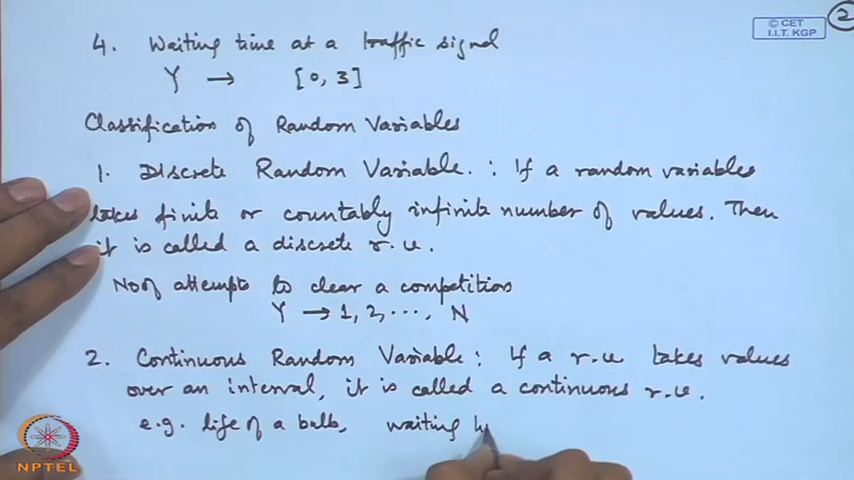 © CET
I.I.T. KGP
2
4. Waiting time at a traffic signal
Y → [0, 3]
Classification of Random Variables
1. Discrete Random Variable. : If a random variables
takes finite or countably infinite number of values. Then
it is called a discrete r.u.
No of attempts to clear a competition
Y → 1, 2, ..., N
2. Continuous Random Variable : If a r.u takes values
over an interval, it is called a continuous r.u.
e.g. life of a bulb, waiting
NPTEL